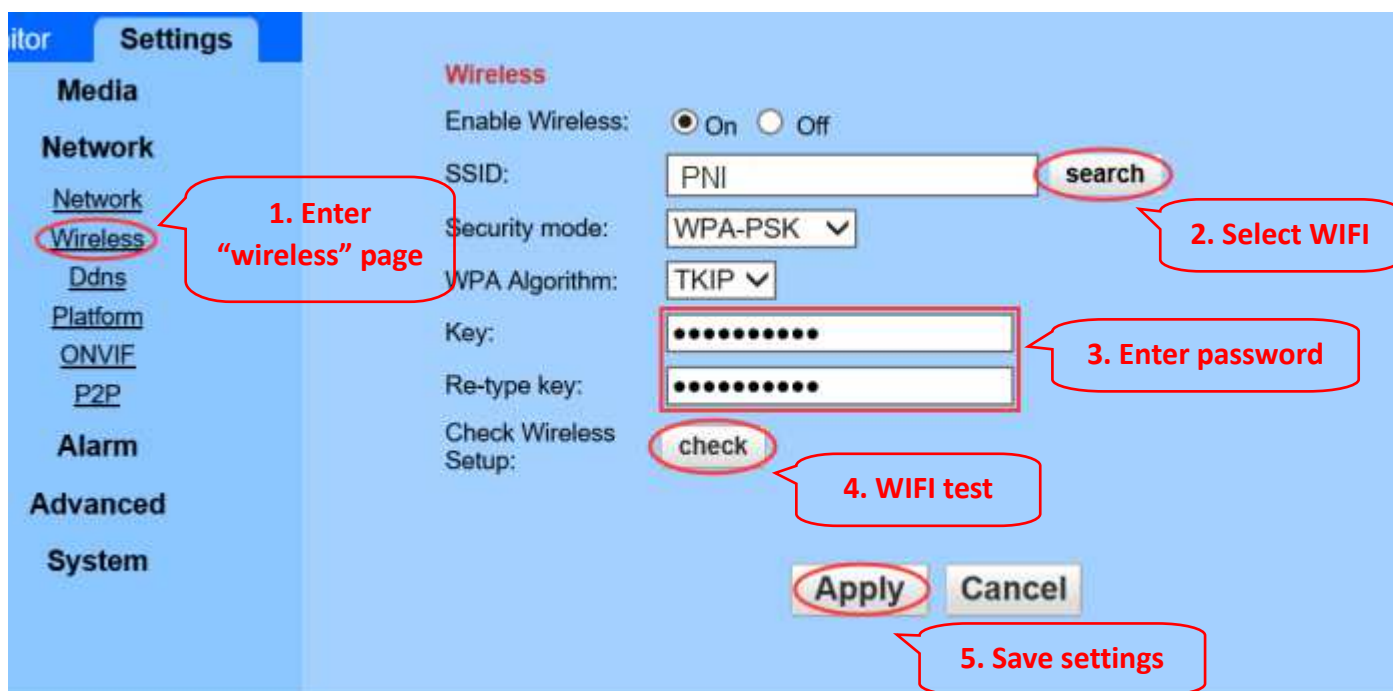 itor Settings
Media
Network
Network
Wireless
Ddns
Platform
ONVIF
P2P
Alarm
Advanced
System
1. Enter
“wireless” page
Wireless
Enable Wireless: On Off
SSID: PNI search
2. Select WIFI
Security mode: WPA-PSK
WPA Algorithm: TKIP
Key: ●●●●●●●●●●
Re-type key: ●●●●●●●●●●
3. Enter password
Check Wireless
Setup: check
4. WIFI test
Apply Cancel
5. Save settings